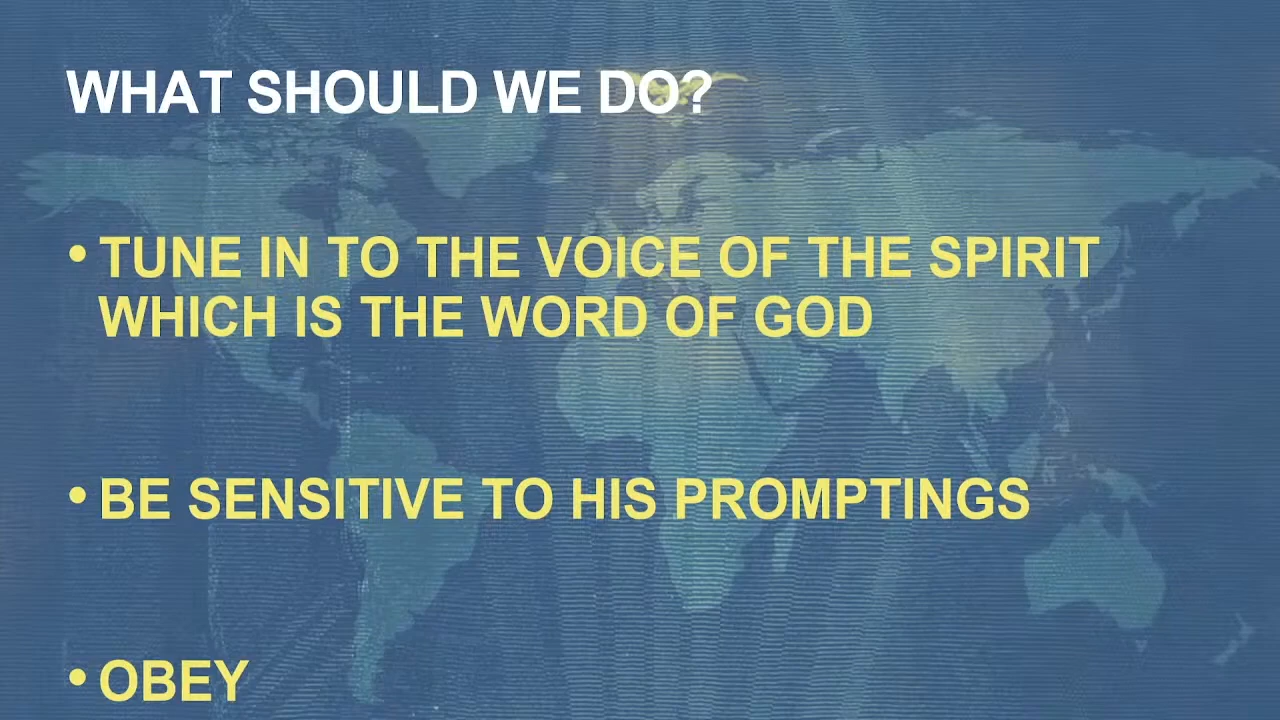 WHAT SHOULD WE DO?
• TUNE IN TO THE VOICE OF THE SPIRIT
WHICH IS THE WORD OF GOD
• BE SENSITIVE TO HIS PROMPTINGS
• OBEY